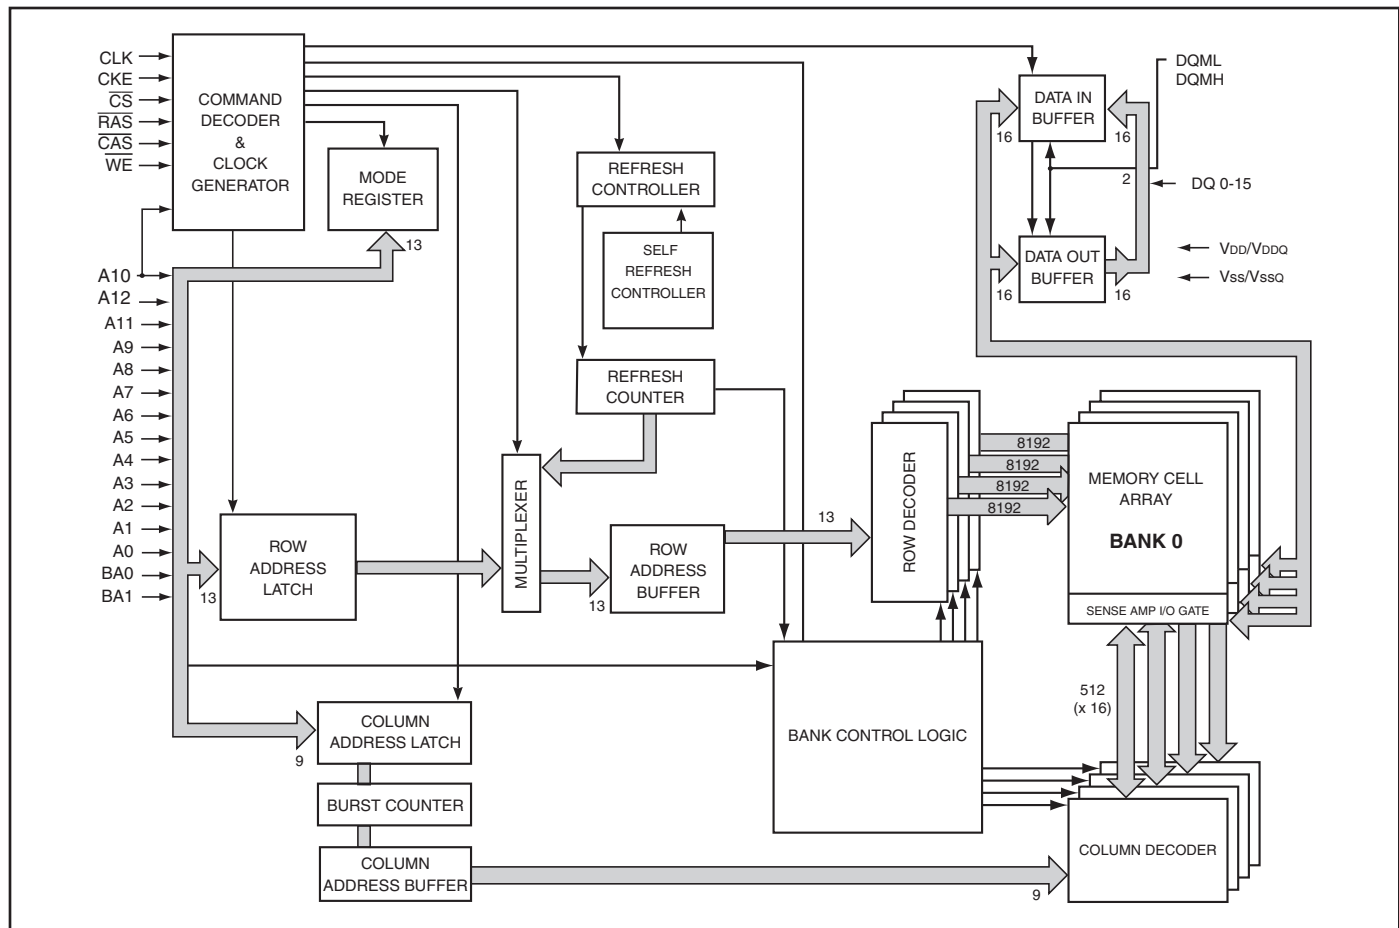 CLK
CKE
CS
RAS
CAS
WE
COMMAND
DECODER
&
CLOCK
GENERATOR
MODE
REGISTER
13
REFRESH
CONTROLLER
SELF
REFRESH
CONTROLLER
REFRESH
COUNTER
DATA IN
BUFFER
16
16
DQML
DQMH
2
DQ 0-15
DATA OUT
BUFFER
16
16
VDD/VDDQ
Vss/VssQ
A10
A12
A11
A9
A8
A7
A6
A5
A4
A3
A2
A1
A0
BA0
BA1
13
ROW
ADDRESS
LATCH
MULTIPLEXER
13
ROW
ADDRESS
BUFFER
13
ROW DECODER
8192
8192
8192
8192
MEMORY CELL
ARRAY
BANK 0
SENSE AMP I/O GATE
512
(x 16)
BANK CONTROL LOGIC
9
COLUMN
ADDRESS LATCH
BURST COUNTER
COLUMN
ADDRESS BUFFER
9
COLUMN DECODER